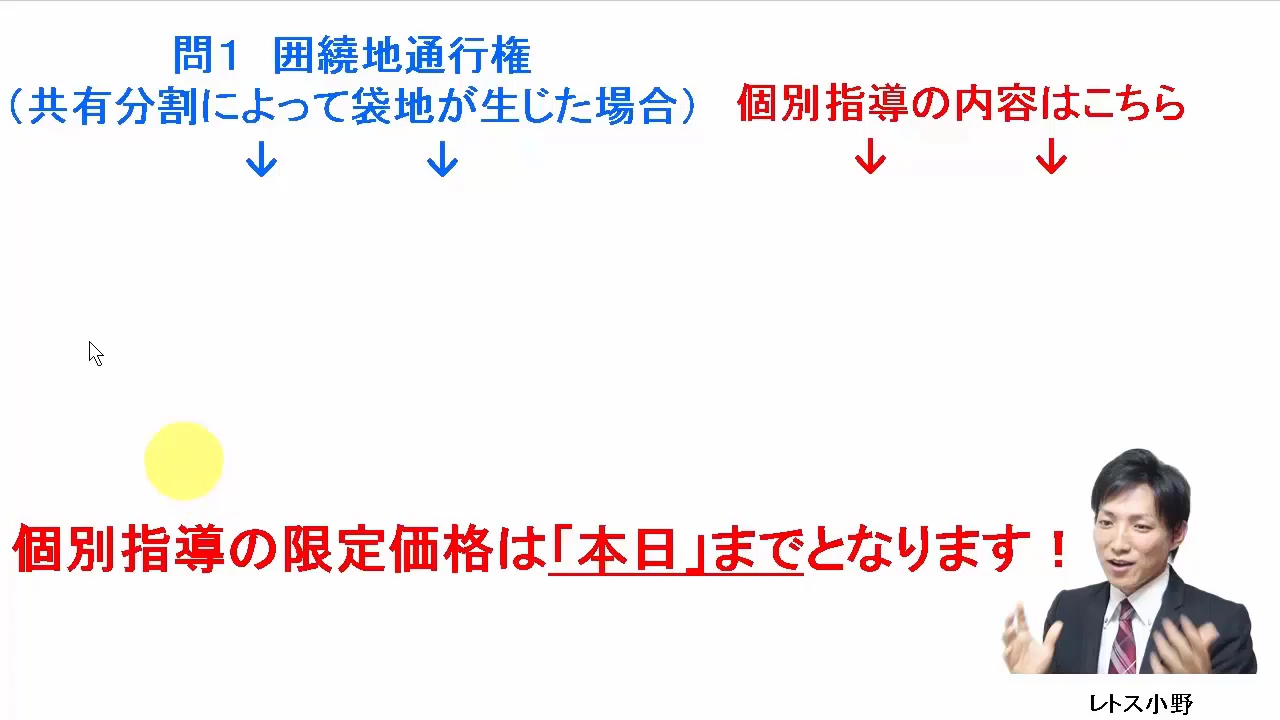 問１　囲繞地通行権
（共有分割によって袋地が生じた場合）
↓　↓
個別指導の内容はこちら
↓　↓
個別指導の限定価格は「本日」までとなります！
レトス小野